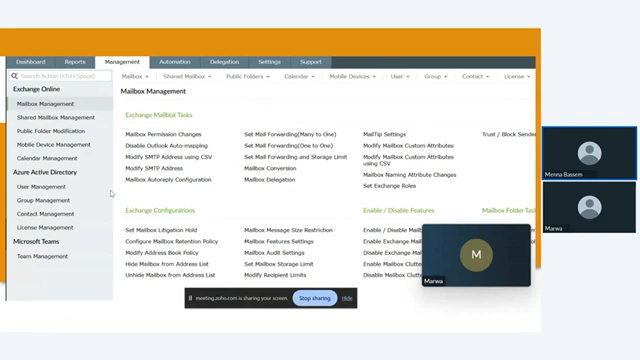 Dashboard Reports Management Automation Delegation Settings Support
Search Active (Ctrl+Space)
Mailbox Shared Mailbox Public Folders Calendar Mobile Devices User Group Contact License
Exchange Online
Mailbox Management
Shared Mailbox Management
Public Folder Modification
Mobile Device Management
Calendar Management
Azure Active Directory
User Management
Group Management
Contact Management
License Management
Microsoft Teams
Team Management
Mailbox Management
Exchange Mailbox Tasks
Mailbox Permission Changes
Disable Outlook Auto-mapping
Modify SMTP Address using CSV
Modify SMTP Address
Mailbox Autoreply Configuration
Set Mail Forwarding(Many to One)
Set Mail Forwarding(One to One)
Set Mail Forwarding and Storage Limit
Mailbox Conversion
Mailbox Delegation
MailTip Settings
Modify Mailbox Custom Attributes
Modify Mailbox Custom Attributes
using CSV
Mailbox Naming Attribute Changes
Set Exchange Roles
Trust / Block Sender
Exchange Configurations
Set Mailbox Litigation Hold
Configure Mailbox Retention Policy
Modify Address Book Policy
Hide Mailbox from Address List
Unhide Mailbox from Address List
Mailbox Message Size Restriction
Mailbox Features Settings
Mailbox Audit Settings
Set Mailbox Storage Limit
Modify Recipient Limits
Enable / Disable Features
Enable / Disable Mailbo
Enable Exchange Mailb
Disable Exchange Mail
Enable Mailbox Clutte
Disable Mailbox Clutte
Mailbox Folder Task
meeting.zoho.com is sharing your screen.
Stop sharing
Hide
M
Marwa
Menna Bassem
Marwa